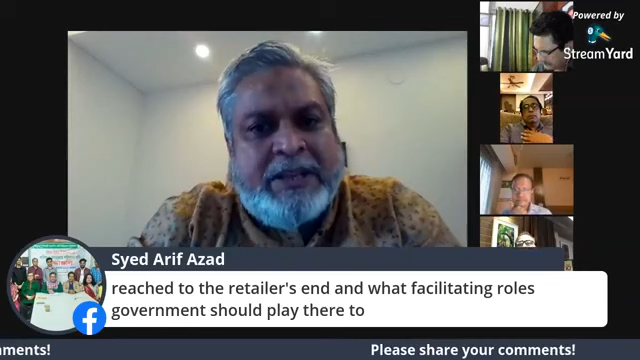 Powered by
StreamYard
Syed Arif Azad
reached to the retailer's end and what facilitating roles
government should play there to
mments! Please share your comments!